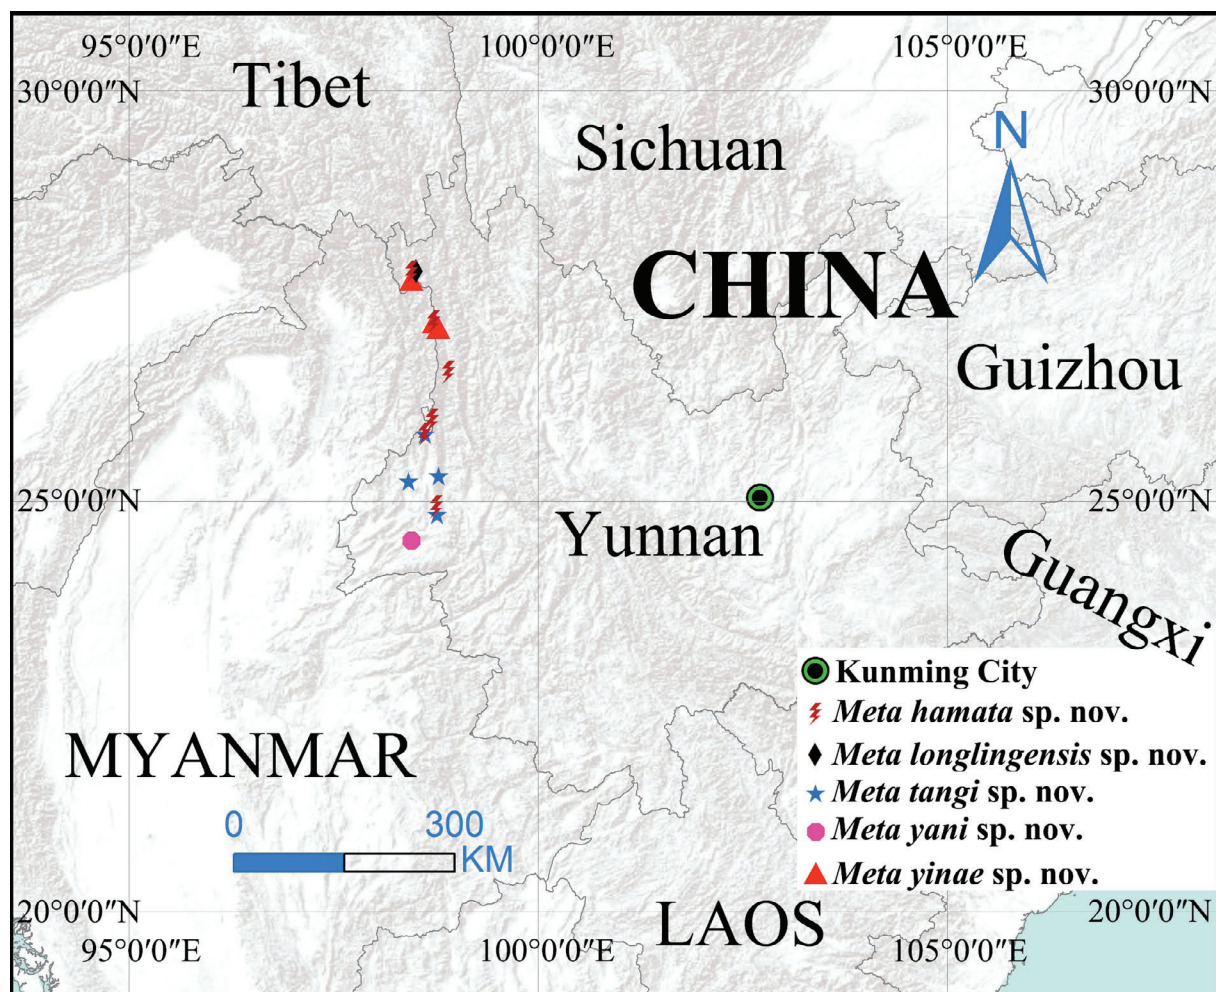 95°0′0″E 100°0′0″E 105°0′0″E
30°0′0″N 30°0′0″N
Tibet
Sichuan
N
CHINA
Guizhou
25°0′0″N 25°0′0″N
Yunnan
Guangxi
Kunming City
Meta hamata sp. nov.
Meta longlingensis sp. nov.
Meta tangi sp. nov.
Meta yani sp. nov.
Meta yinae sp. nov.
MYANMAR
0 300
KM
LAOS
20°0′0″N 20°0′0″N
95°0′0″E 100°0′0″E 105°0′0″E